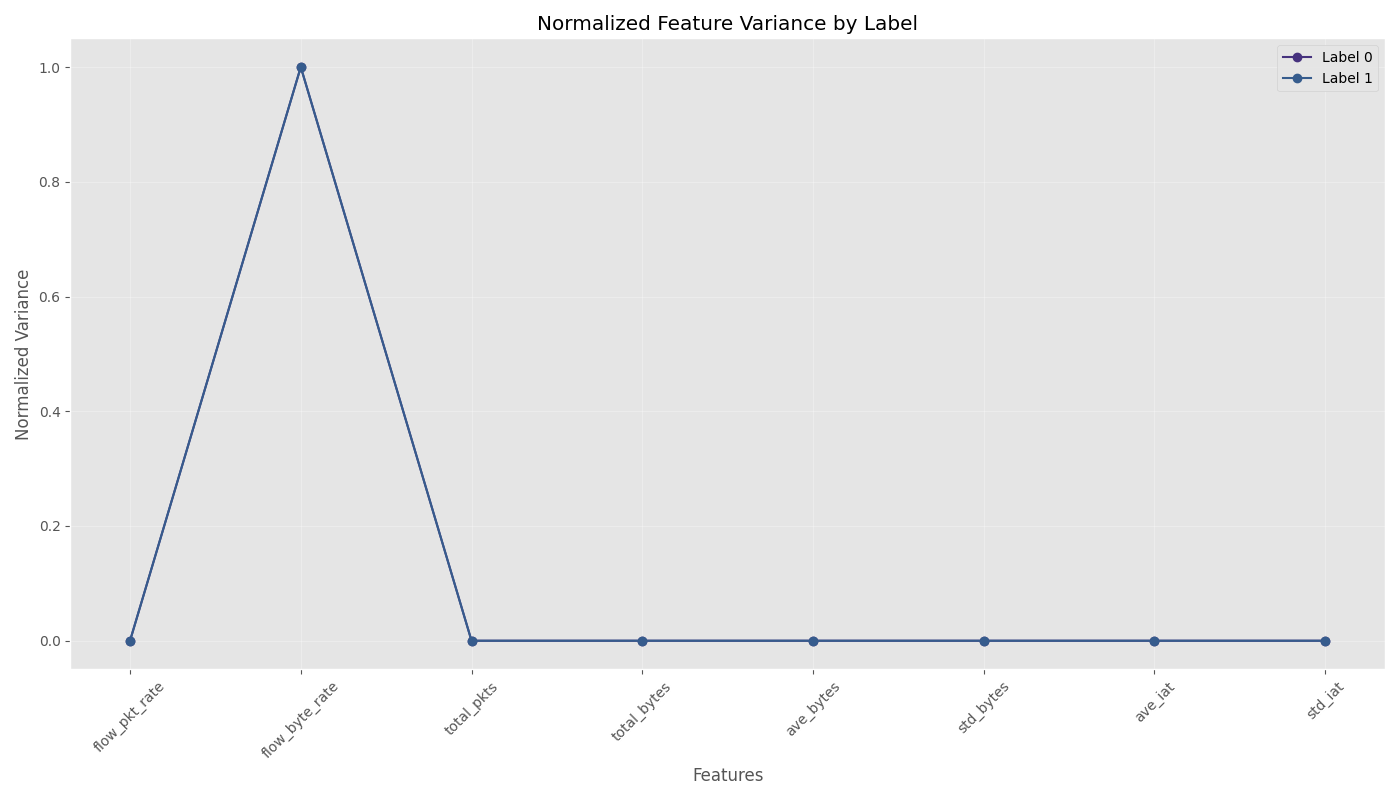 Normalized Feature Variance by Label
Label 0
Label 1
Normalized Variance
1.0
0.8
0.6
0.4
0.2
0.0
flow_pkt_rate
flow_byte_rate
total_pkts
total_bytes
ave_bytes
std_bytes
ave_iat
std_iat
Features